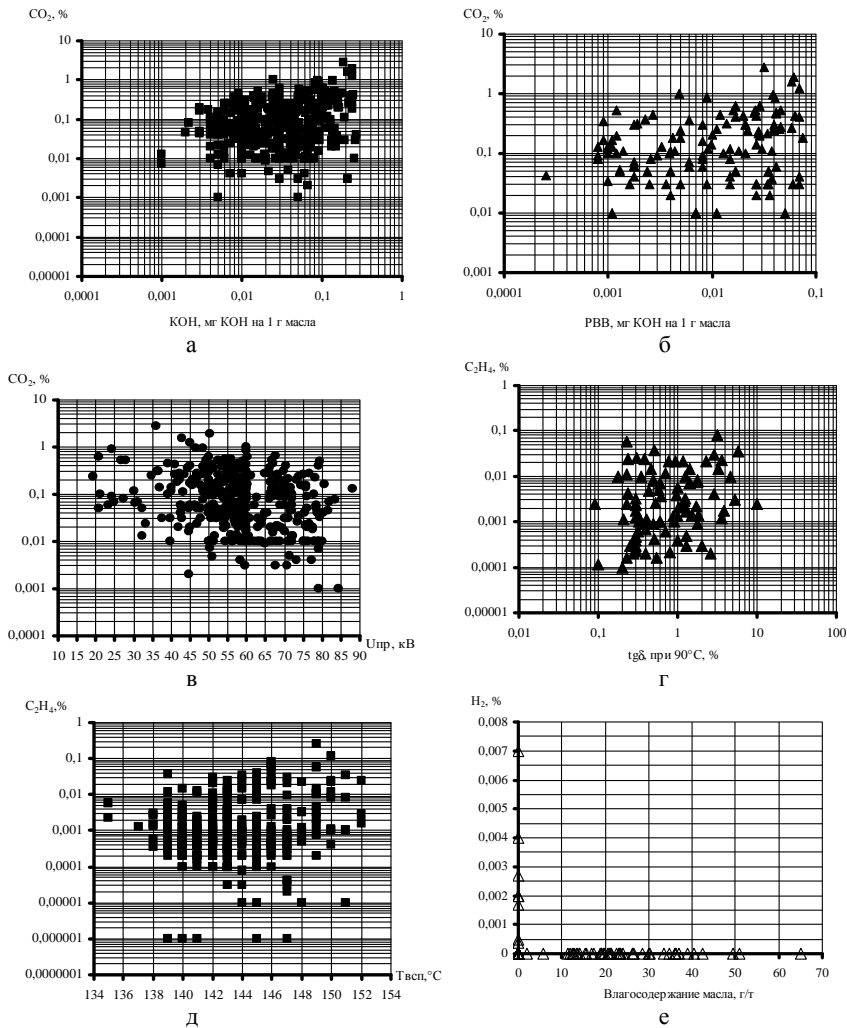 CO₂, %
10
1
0,1
0,01
0,001
0,0001
0,00001
0,0001 0,001 0,01 0,1 1
КОН, мг КОН на 1 г масла
а
CO₂, %
10
1
0,1
0,01
0,001
0,0001 0,001 0,01 0,1
РВВ, мг КОН на 1 г масла
б
CO₂, %
10
1
0,1
0,01
0,001
0,0001
10 15 20 25 30 35 40 45 50 55 60 65 70 75 80 85 90
Uпр, кВ
в
C₂H₄, %
1
0,1
0,01
0,001
0,0001
0,00001
0,01 0,1 1 10 100
tgδ, при 90°С, %
г
C₂H₄,%
1
0,1
0,01
0,001
0,0001
0,00001
0,000001
0,0000001
134 136 138 140 142 144 146 148 150 152 154
Твсп,°С
д
H₂, %
0,008
0,007
0,006
0,005
0,004
0,003
0,002
0,001
0
0 10 20 30 40 50 60 70
Влагосодержание масла, г/т
е